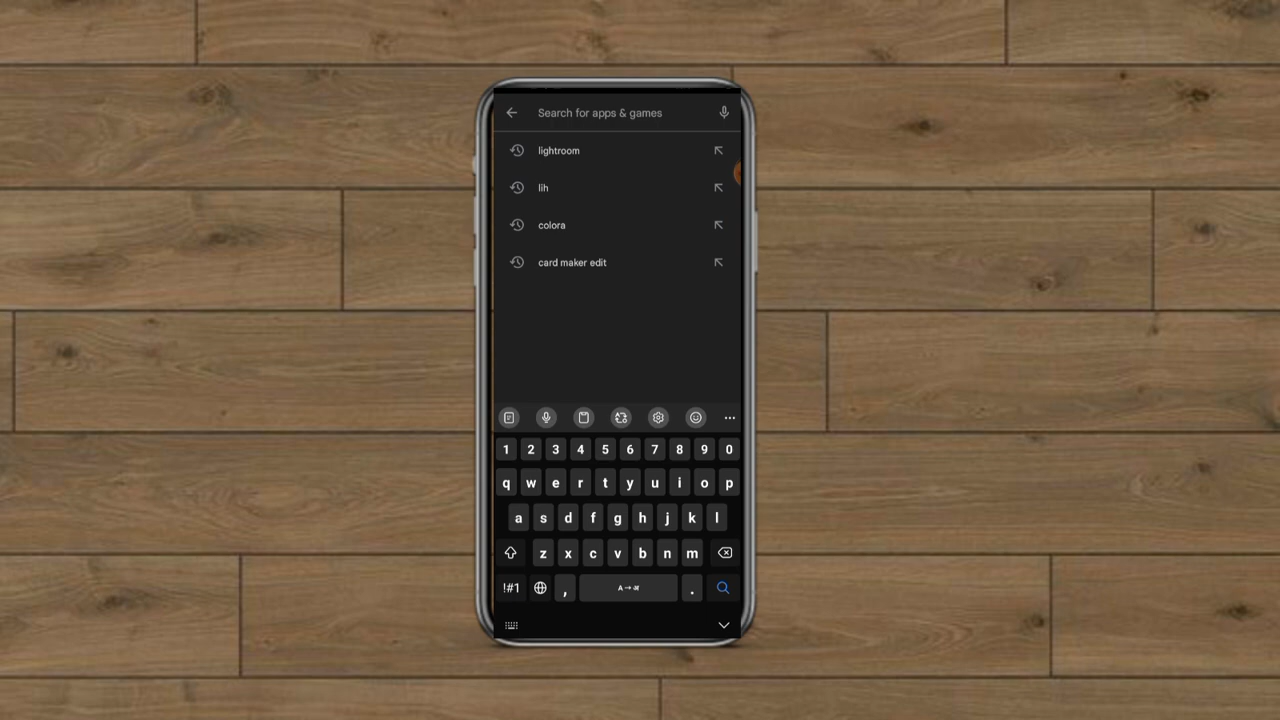 Search for apps & games
lightroom
lih
colora
card maker edit
1 2 3 4 5 6 7 8 9 0
q w e r t y u i o p
a s d f g h j k l
z x c v b n m
!#1 , A→अ .